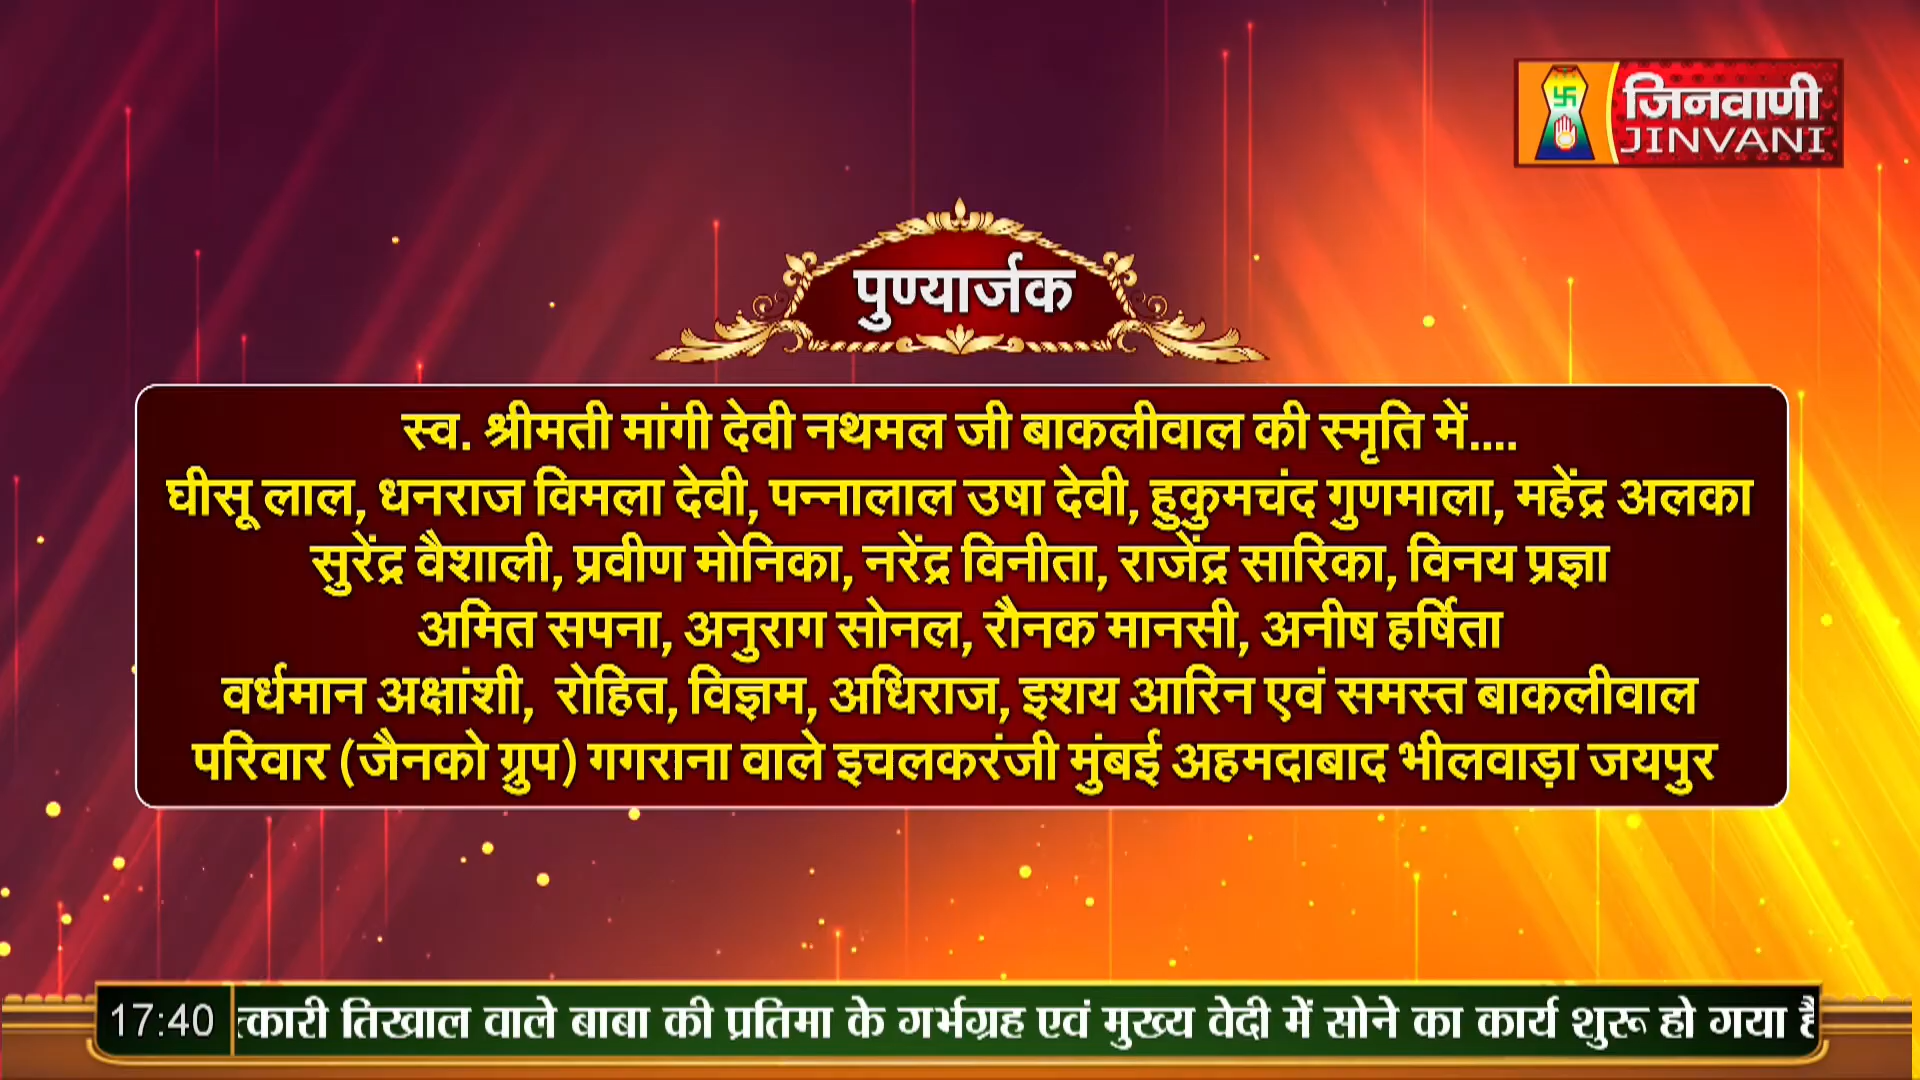 जिनवाणी
JINVANI
पुण्यार्जक
स्व. श्रीमती मांगी देवी नथमल जी बाकलीवाल की स्मृति में....
घीसू लाल, धनराज विमला देवी, पन्नालाल उषा देवी, हुकुमचंद गुणमाला, महेंद्र अलका
सुरेंद्र वैशाली, प्रवीण मोनिका, नरेंद्र विनीता, राजेंद्र सारिका, विनय प्रज्ञा
अमित सपना, अनुराग सोनल, रौनक मानसी, अनीष हर्षिता
वर्धमान अक्षांशी,  रोहित, विज्ञम, अधिराज, इशय आरिन एवं समस्त बाकलीवाल
परिवार (जैनको ग्रुप) गगराना वाले इचलकरंजी मुंबई अहमदाबाद भीलवाड़ा जयपुर
17:40 त्कारी तिखाल वाले बाबा की प्रतिमा के गर्भग्रह एवं मुख्य वेदी में सोने का कार्य शुरू हो गया है